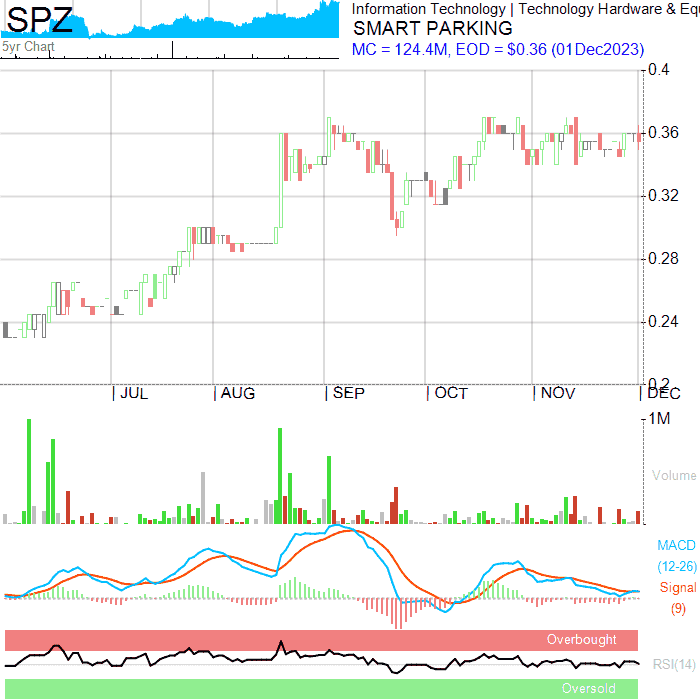 SPZ
5yr Chart
Information Technology | Technology Hardware & Equ
SMART PARKING
MC = 124.4M, EOD = $0.36 (01Dec2023)
0.4
0.36
0.32
0.28
0.24
0.2
JUL AUG SEP OCT NOV DEC
1M
Volume
MACD
(12-26)
Signal
(9)
Overbought
RSI(14)
Oversold